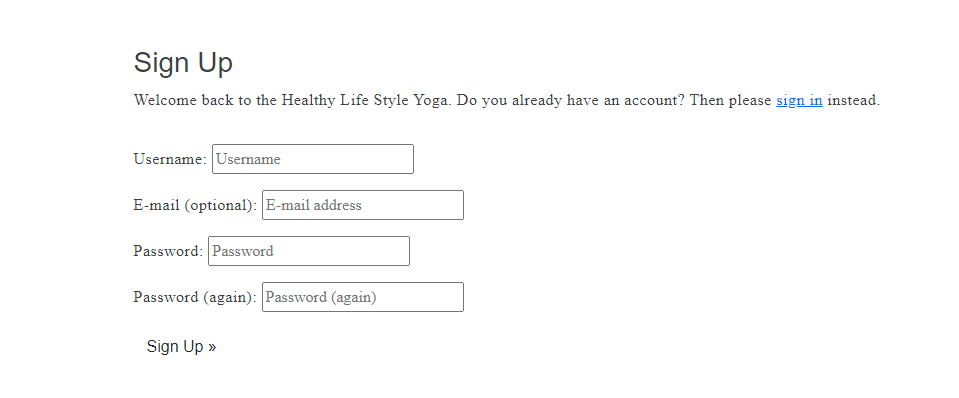 Sign Up
Welcome back to the Healthy Life Style Yoga. Do you already have an account? Then please sign in instead.
Username: Username
E-mail (optional): E-mail address
Password: Password
Password (again): Password (again)
Sign Up »